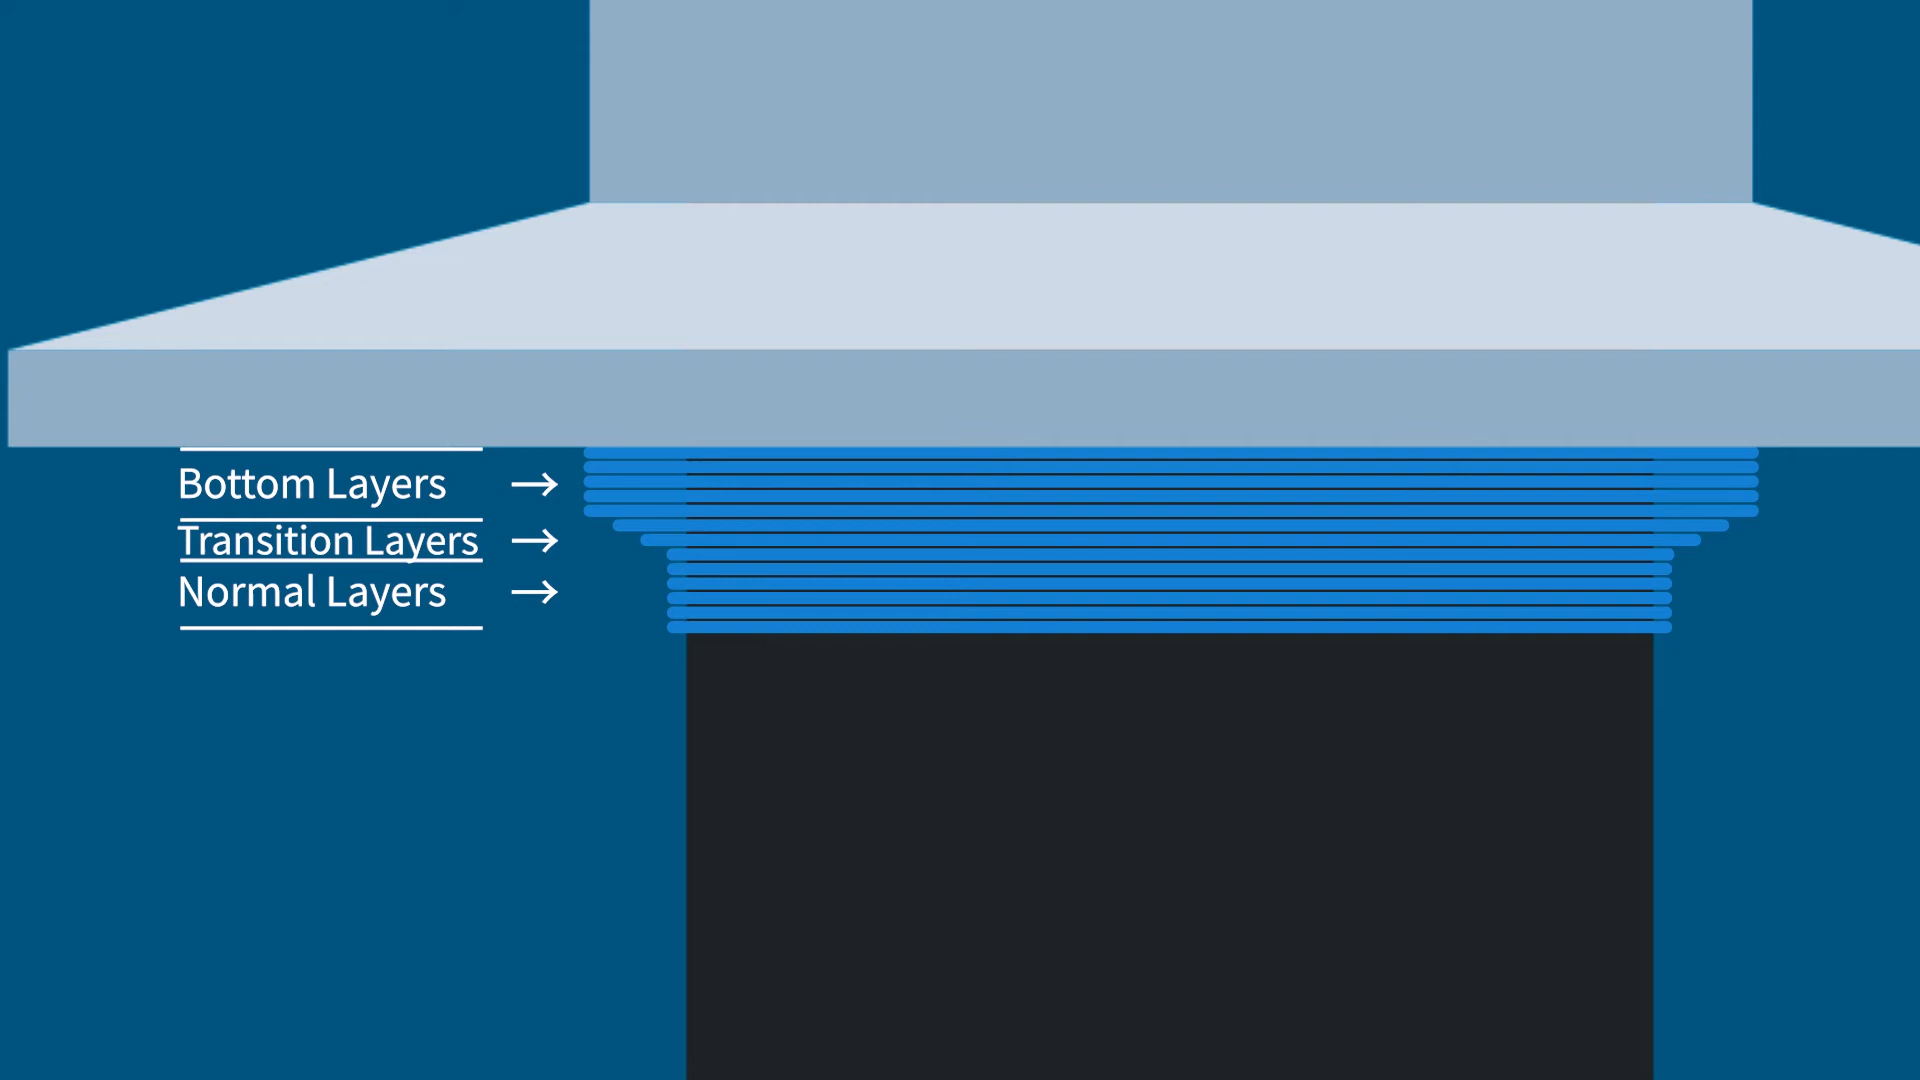 Bottom Layers →
Transition Layers →
Normal Layers →